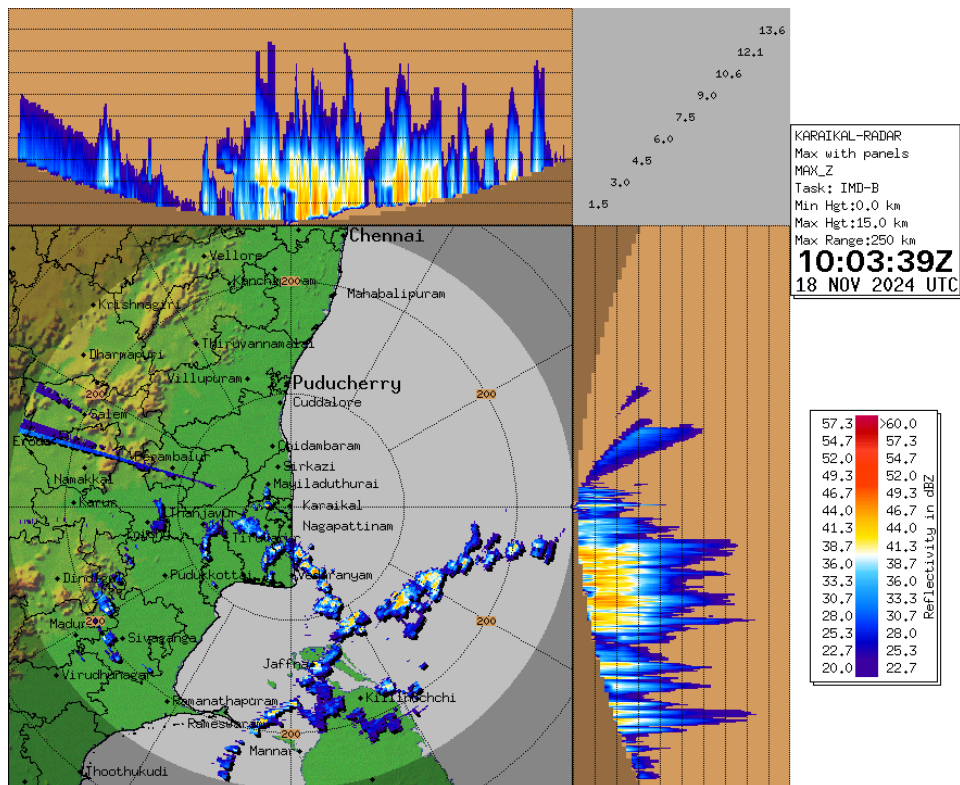 13.6
12.1
10.6
9.0
7.5
6.0
4.5
3.0
1.5
KARAIKAL-RADAR
Max with panels
MAX_Z
Task: IMD-B
Min Hgt:0.0 km
Max Hgt:15.0 km
Max Range:250 km
10:03:39Z
18 NOV 2024 UTC
Chennai
Vellore
200
Mahabalipuram
Krishnagiri
Thiruvannamalai
Dharmapuri
Villupuram
Puducherry
200
200
Cuddalore
Salem
Chidambaram
Perambalur
Sirkazi
Namakkal
Mayiladuthurai
Karur
Karaikal
Thanjavur
Nagapattinam
Pudukkottai
200
200
Sivaganga
Jaffna
Virudhunagar
Killinochchi
Ramanathapuram
Rameswaram
200
Mannar
Thoothukudi
57.3 >60.0
54.7 57.3
52.0 54.7
49.3 52.0
46.7 49.3
44.0 46.7
41.3 44.0
38.7 41.3
36.0 38.7
33.3 36.0
30.7 33.3
28.0 30.7
25.3 28.0
22.7 25.3
20.0 22.7
Reflectivity in dBZ